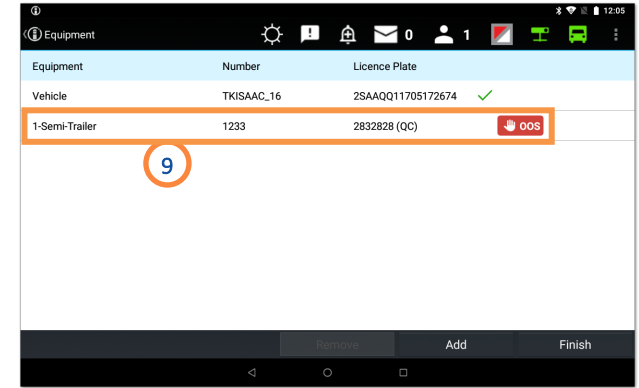 12:05
Equipment 0 1
Equipment Number Licence Plate
Vehicle TKISAAC_16 2SAAQQ11705172674
1-Semi-Trailer 1233 2832828 (QC) OOS
9
Remove Add Finish